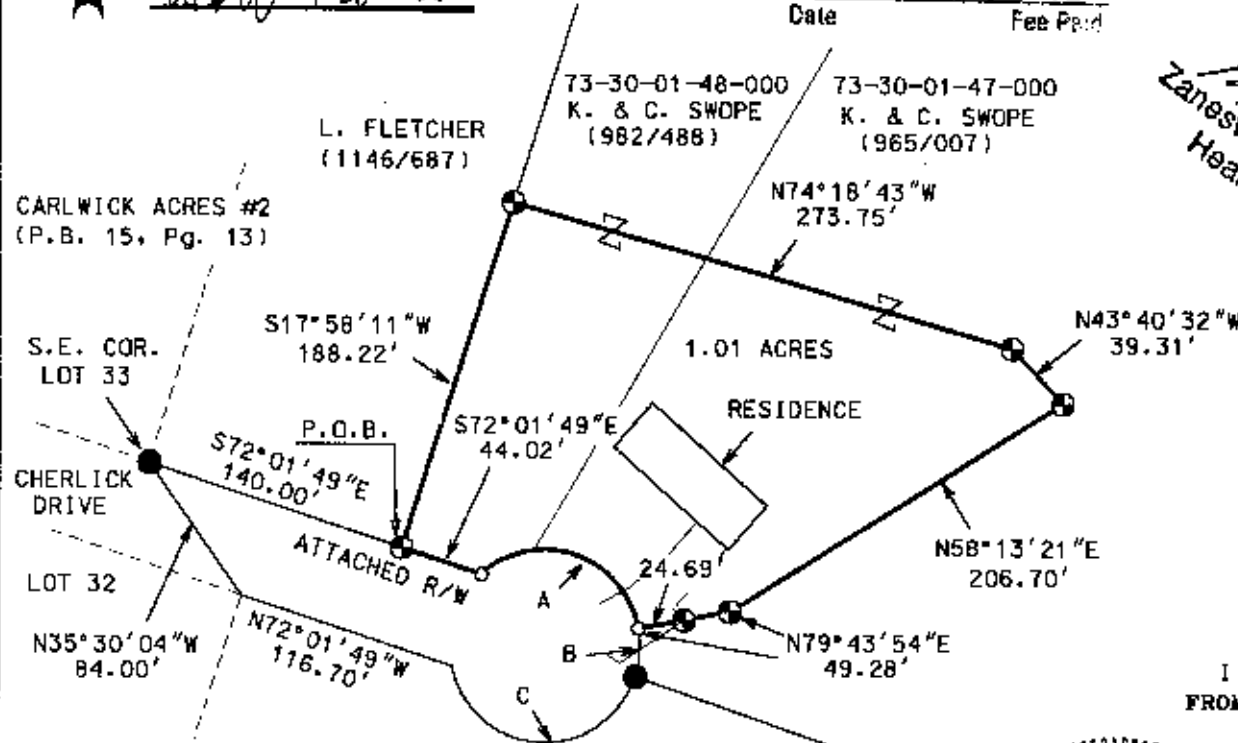 Date
Fee Paid
73-30-01-48-000
K. & C. SWOPE
(982/488)
73-30-01-47-000
K. & C. SWOPE
(965/007)
L. FLETCHER
(1146/687)
N74°18'43"W
273.75'
CARLWICK ACRES #2
(P.B. 15, Pg. 13)
S17°58'11"W
188.22'
N43°40'32"W
39.31'
S.E. COR.
LOT 33
1.01 ACRES
RESIDENCE
P.O.B.
S72°01'49"E
44.02'
S72°01'49"E
140.00'
CHERLICK
DRIVE
ATTACHED R/W
N58°13'21"E
206.70'
24.69'
LOT 32
A
N35°30'04"W
84.00'
N72°01'49"W
116.70'
B
N79°43'54"E
49.28'
C
I